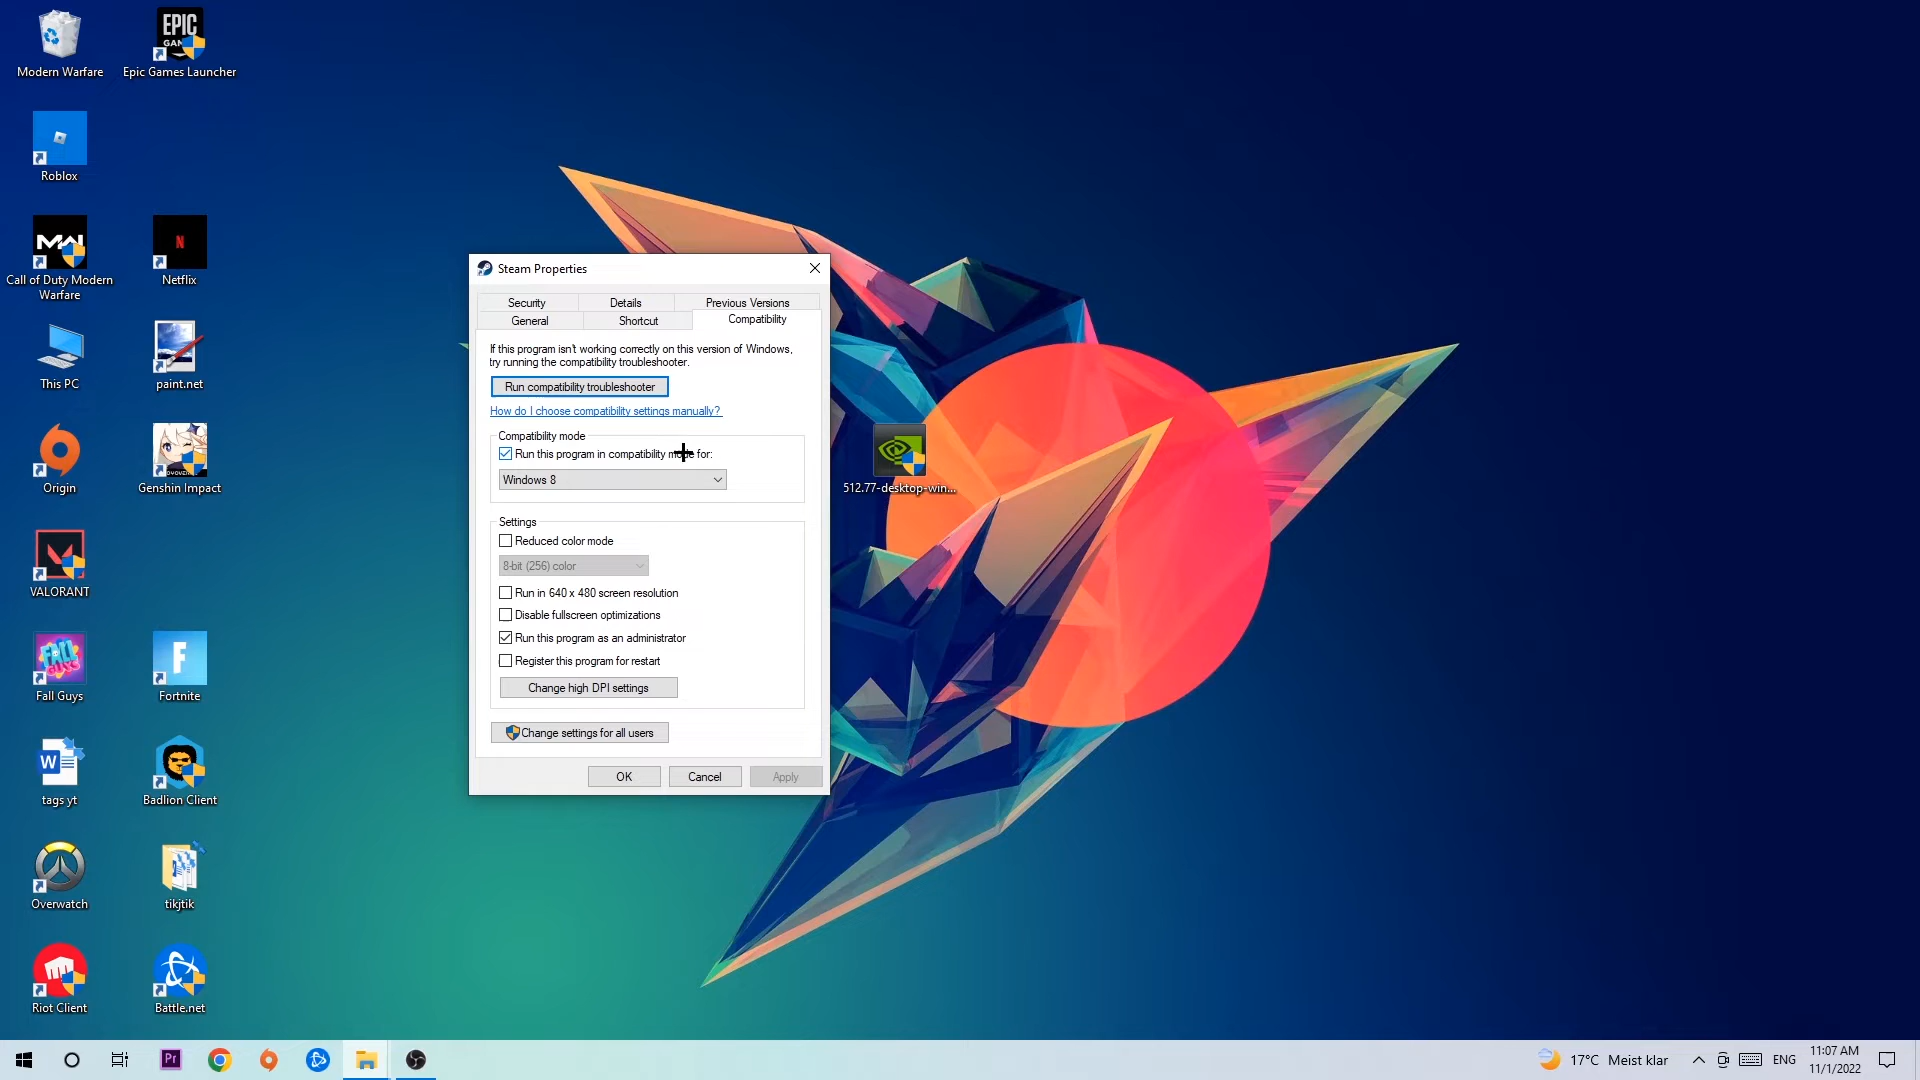 Modern Warfare
EPIC
GAMES
Epic Games Launcher
Roblox
MW
Call of Duty Modern
Warfare
N
Netflix
This PC
paint.net
Origin
Genshin Impact
VALORANT
FALL
GUYS
Fall Guys
F
Fortnite
W
tags yt
Badlion Client
Overwatch
tikjtik
Riot Client
Battle.net
512.77-desktop-win...
Steam Properties
Security
Details
Previous Versions
General
Shortcut
Compatibility
If this program isn't working correctly on this version of Windows,
try running the compatibility troubleshooter.
Run compatibility troubleshooter
How do I choose compatibility settings manually?
Compatibility mode
Run this program in compatibility mode for:
Windows 8
Settings
Reduced color mode
8-bit (256) color
Run in 640 x 480 screen resolution
Disable fullscreen optimizations
Run this program as an administrator
Register this program for restart
Change high DPI settings
Change settings for all users
OK
Cancel
Apply
Pr
17°C Meist klar
ENG
11:07 AM
11/1/2022